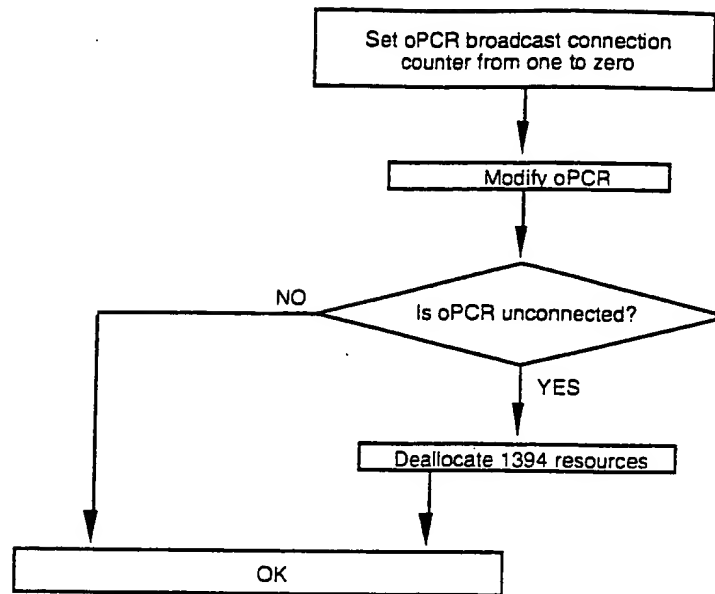 Set oPCR broadcast connection
counter from one to zero
Modify oPCR
Is oPCR unconnected?
NO
YES
Deallocate 1394 resources
OK